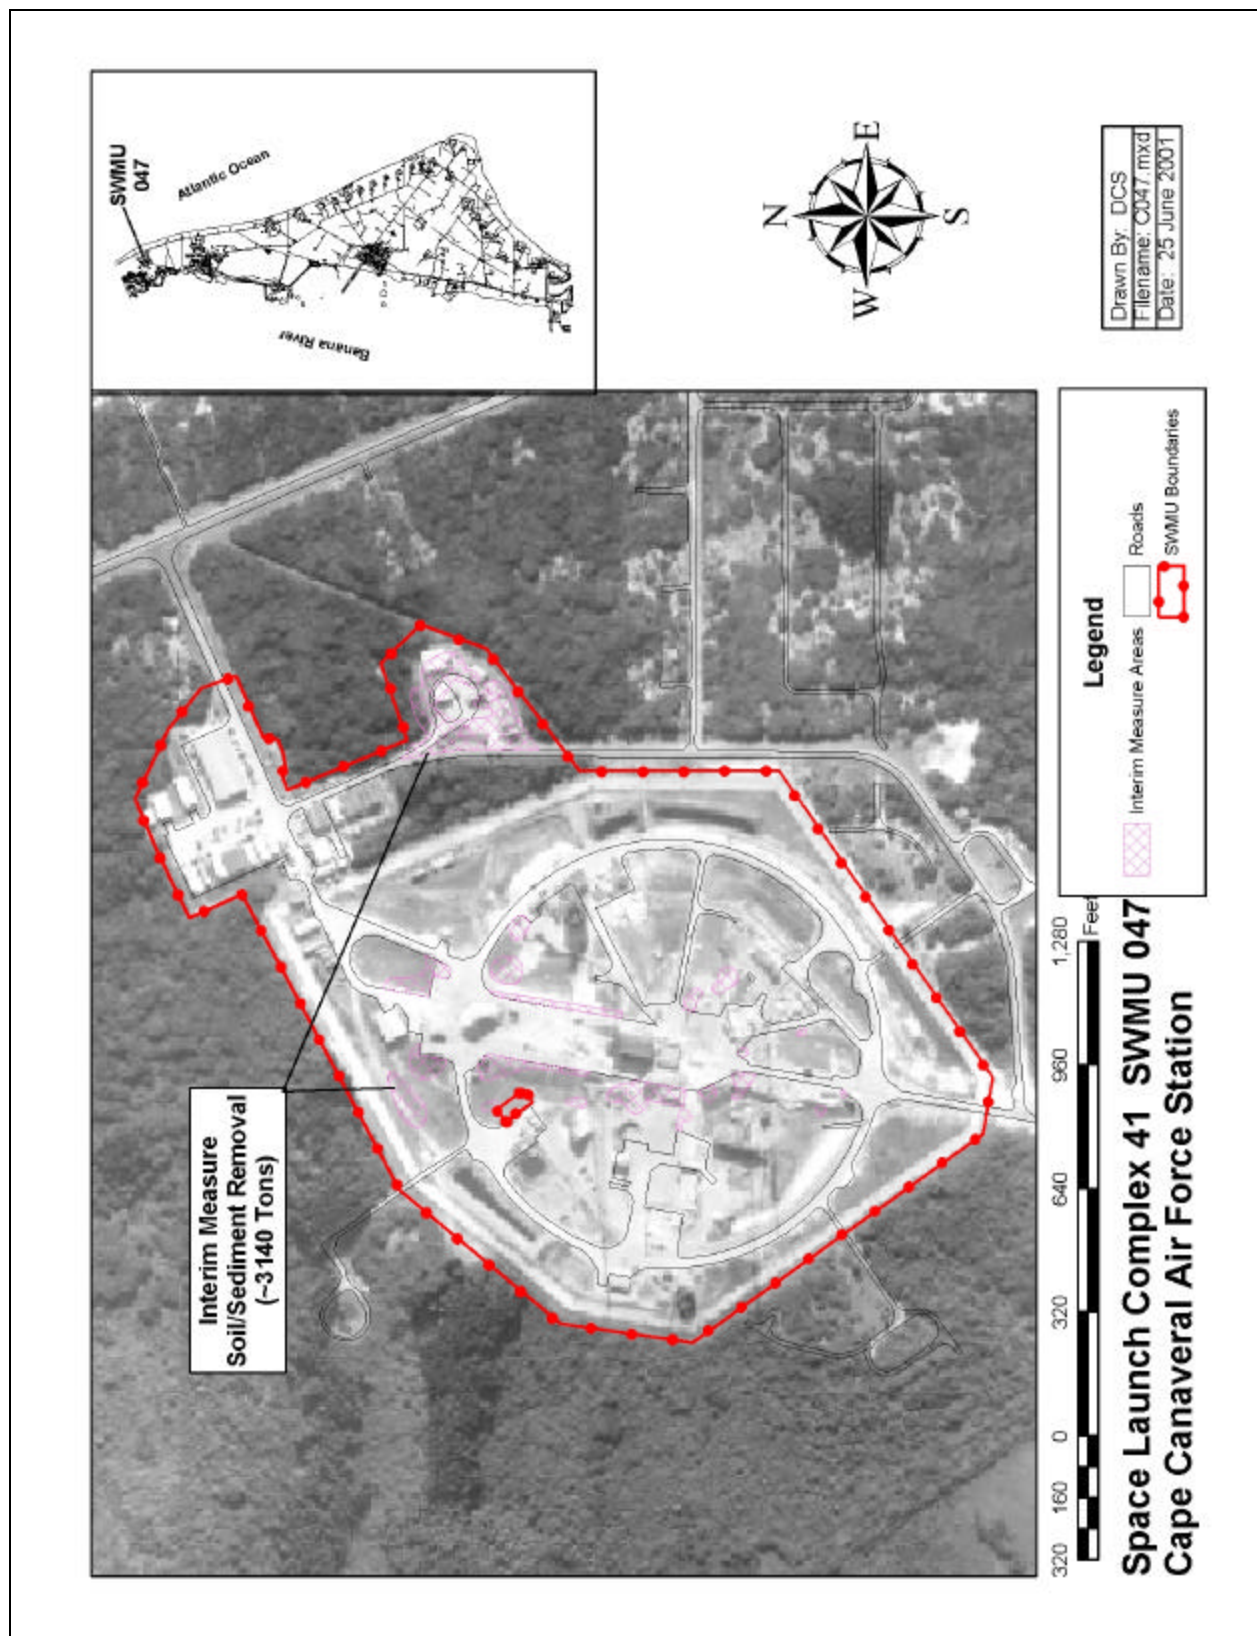 SWMU
047
Atlantic Ocean
Banana River
N
E
S
W
Drawn By: DCS
Filename: C047.mxd
Date: 25 June 2001
Interim Measure
Soil/Sediment Removal
(~3140 Tons)
Legend
Interim Measure Areas
Roads
SWMU Boundaries
320 160 0 320 640 960 1,280
Feet
Space Launch Complex 41 SWMU 047
Cape Canaveral Air Force Station